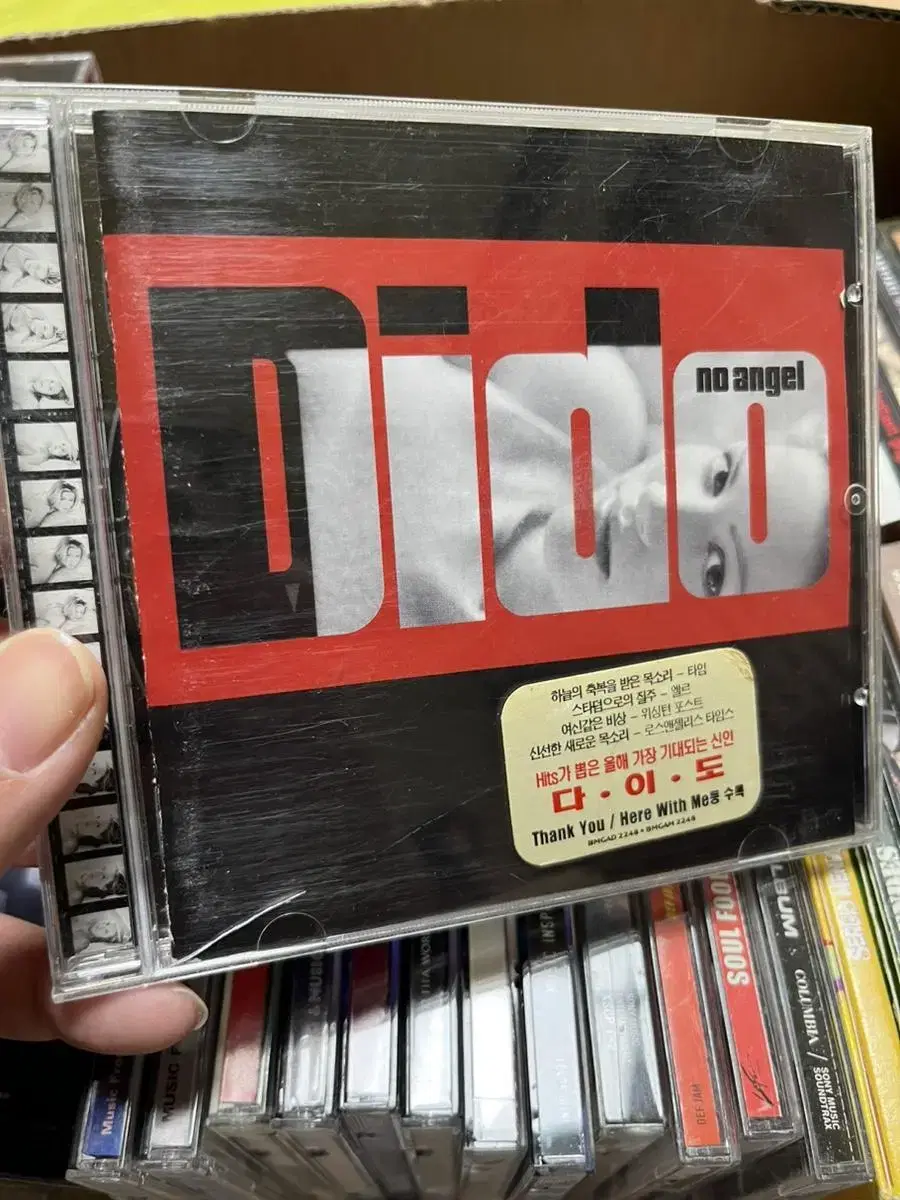 Dido
no angel
하늘의 축복을 받은 목소리 – 타임
스타덤으로의 질주 – 엘르
여신같은 비상 – 워싱턴 포스트
신선한 새로운 목소리 – 로스앤젤리스 타임스
Hits가 뽑은 올해 가장 기대되는 신인
다·이·도
Thank You / Here With Me등 수록
BMGAD 2248 • BMGAM 2248
MUSIC
& MUSIC
DEF JAM
SOUL FOO
COLUMBIA / SONY MUSIC SOUNDTRAX